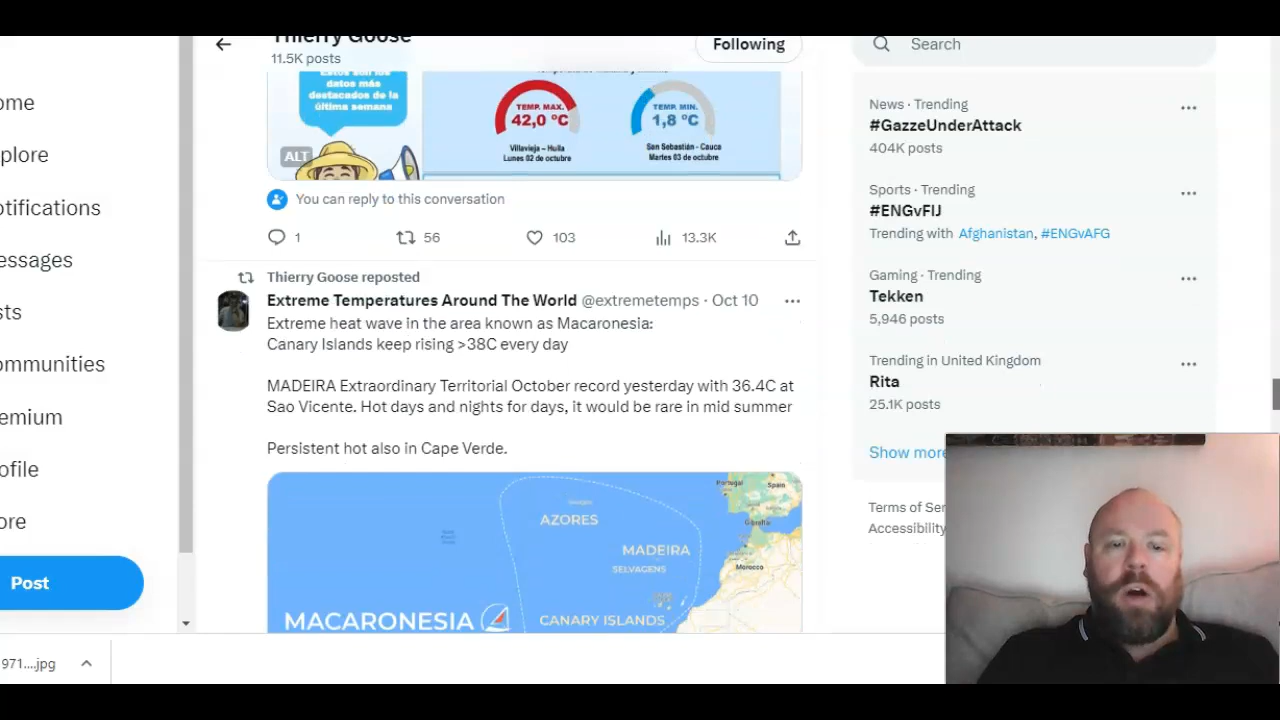 Thierry Goose
11.5K posts
Following
Search
ome
plore
otifications
essages
sts
ommunities
emium
ofile
ore
Post
Estos son los
datos más
destacados de la
última semana
TEMP. MAX.
42,0 °C
Villavieja – Huila
Lunes 02 de octubre
TEMP. MIN.
1,8 °C
San Sebastián - Cauca
Martes 03 de octubre
ALT
You can reply to this conversation
1 56 103 13.3K
Thierry Goose reposted
Extreme Temperatures Around The World @extremetemps · Oct 10
Extreme heat wave in the area known as Macaronesia:
Canary Islands keep rising >38C every day
MADEIRA Extraordinary Territorial October record yesterday with 36.4C at
Sao Vicente. Hot days and nights for days, it would be rare in mid summer
Persistent hot also in Cape Verde.
Portugal
Spain
Gibraltar
Morocco
AZORES
MADEIRA
SELVAGENS
MACARONESIA
CANARY ISLANDS
News · Trending
#GazzeUnderAttack
404K posts
Sports · Trending
#ENGvFIJ
Trending with Afghanistan, #ENGvAFG
Gaming · Trending
Tekken
5,946 posts
Trending in United Kingdom
Rita
25.1K posts
Show more
Terms of Ser
Accessibility
971....jpg